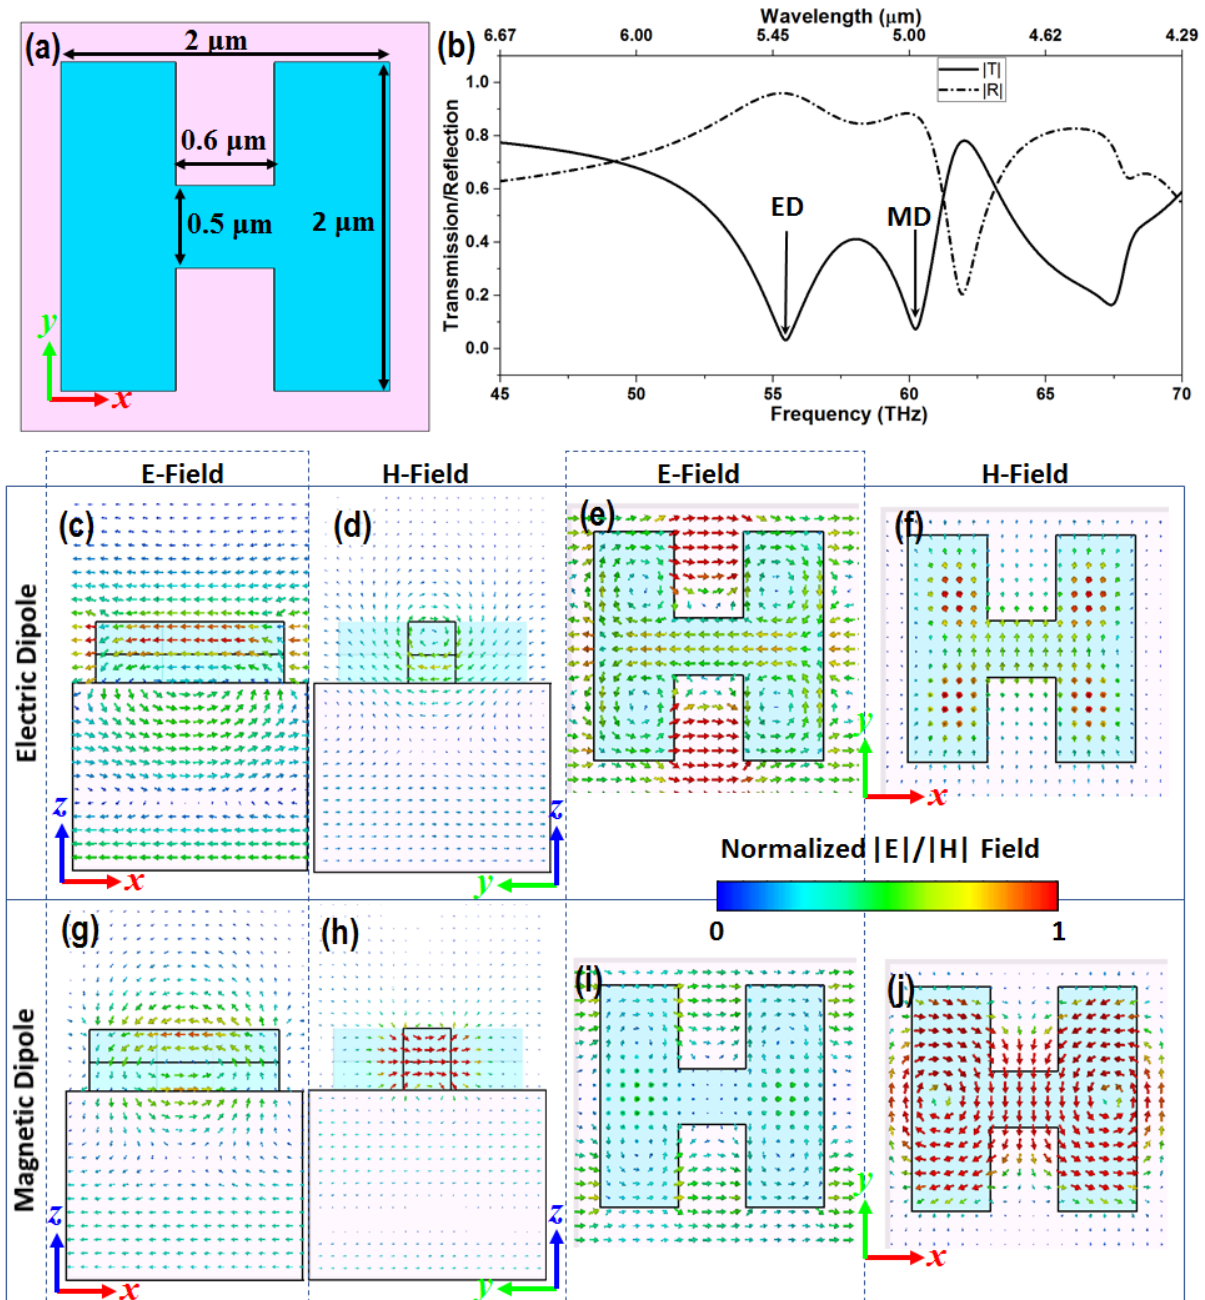 (a)
2 μm
0.6 μm
0.5 μm
2 μm
y
x
(b)
Wavelength (μm)
6.67 6.00 5.45 5.00 4.62 4.29
|T|
|R|
ED
MD
Transmission/Reflection
1.0
0.8
0.6
0.4
0.2
0.0
45 50 55 60 65 70
Frequency (THz)
E-Field H-Field E-Field H-Field
Electric Dipole
(c) (d) (e) (f)
z
x
z
y
y
x
Normalized |E|/|H| Field
0 1
Magnetic Dipole
(g) (h) (i) (j)
z
x
z
y
y
x